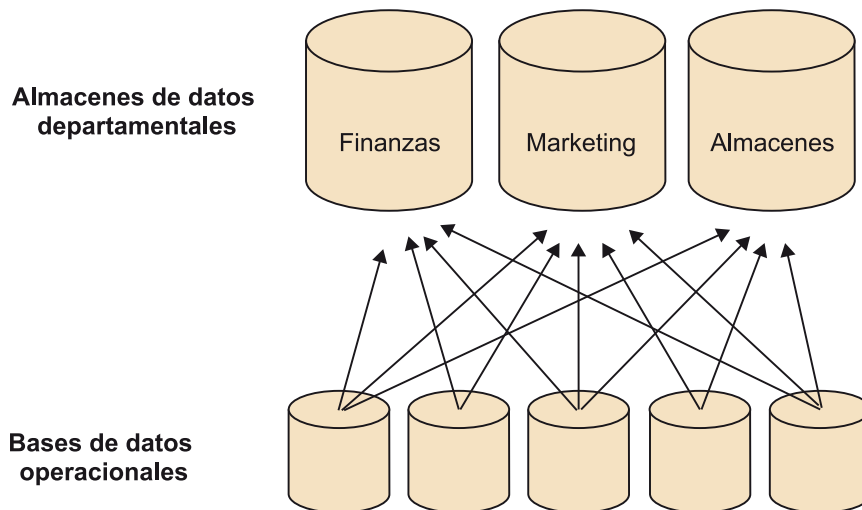 Almacenes de datos
departamentales
Finanzas
Marketing
Almacenes
Bases de datos
operacionales